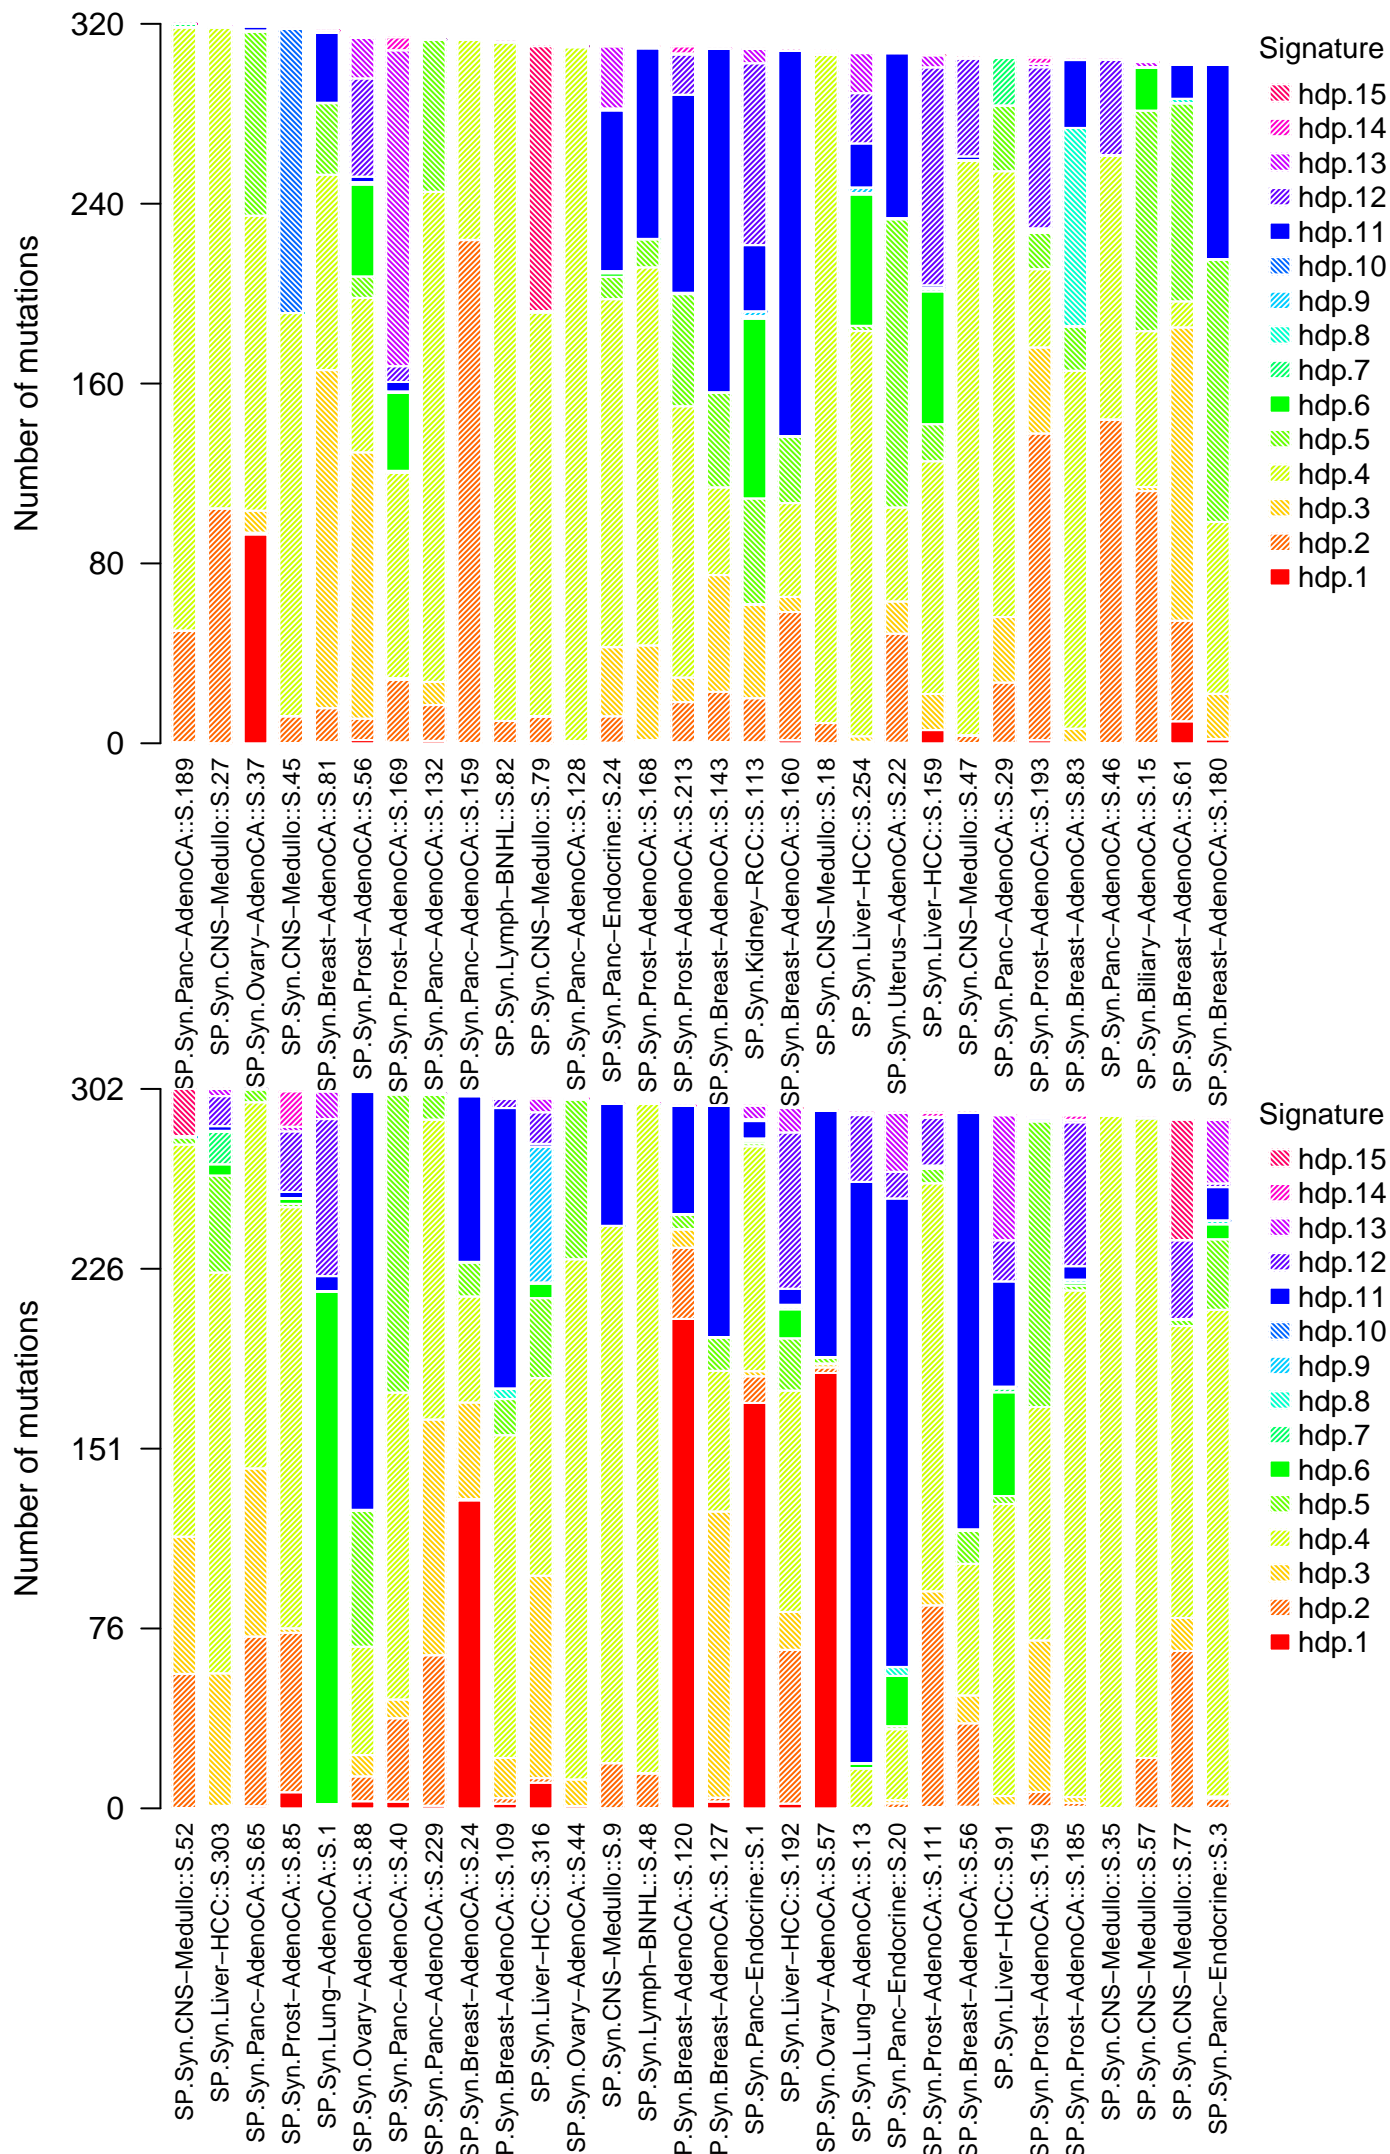 Number of mutations
320
240
160
80
0
Signature
hdp.15
hdp.14
hdp.13
hdp.12
hdp.11
hdp.10
hdp.9
hdp.8
hdp.7
hdp.6
hdp.5
hdp.4
hdp.3
hdp.2
hdp.1
SP.Syn.Panc−AdenoCA::S.189
SP.Syn.CNS−Medullo::S.27
SP.Syn.Ovary−AdenoCA::S.37
SP.Syn.CNS−Medullo::S.45
SP.Syn.Breast−AdenoCA::S.81
SP.Syn.Prost−AdenoCA::S.56
SP.Syn.Prost−AdenoCA::S.169
SP.Syn.Panc−AdenoCA::S.132
SP.Syn.Panc−AdenoCA::S.159
SP.Syn.Lymph−BNHL::S.82
SP.Syn.CNS−Medullo::S.79
SP.Syn.Panc−AdenoCA::S.128
SP.Syn.Panc−Endocrine::S.24
SP.Syn.Prost−AdenoCA::S.168
SP.Syn.Prost−AdenoCA::S.213
SP.Syn.Breast−AdenoCA::S.143
SP.Syn.Kidney−RCC::S.113
SP.Syn.Breast−AdenoCA::S.160
SP.Syn.CNS−Medullo::S.18
SP.Syn.Liver−HCC::S.254
SP.Syn.Uterus−AdenoCA::S.22
SP.Syn.Liver−HCC::S.159
SP.Syn.CNS−Medullo::S.47
SP.Syn.Panc−AdenoCA::S.29
SP.Syn.Prost−AdenoCA::S.193
SP.Syn.Breast−AdenoCA::S.83
SP.Syn.Panc−AdenoCA::S.46
SP.Syn.Biliary−AdenoCA::S.15
SP.Syn.Breast−AdenoCA::S.61
SP.Syn.Breast−AdenoCA::S.180
Number of mutations
302
226
151
76
0
Signature
hdp.15
hdp.14
hdp.13
hdp.12
hdp.11
hdp.10
hdp.9
hdp.8
hdp.7
hdp.6
hdp.5
hdp.4
hdp.3
hdp.2
hdp.1
SP.Syn.CNS−Medullo::S.52
SP.Syn.Liver−HCC::S.303
SP.Syn.Panc−AdenoCA::S.65
SP.Syn.Prost−AdenoCA::S.85
SP.Syn.Lung−AdenoCA::S.1
SP.Syn.Ovary−AdenoCA::S.88
SP.Syn.Panc−AdenoCA::S.40
SP.Syn.Panc−AdenoCA::S.229
SP.Syn.Breast−AdenoCA::S.24
SP.Syn.Breast−AdenoCA::S.109
SP.Syn.Liver−HCC::S.316
SP.Syn.Ovary−AdenoCA::S.44
SP.Syn.CNS−Medullo::S.9
SP.Syn.Lymph−BNHL::S.48
P.Syn.Breast−AdenoCA::S.120
P.Syn.Breast−AdenoCA::S.127
SP.Syn.Panc−Endocrine::S.1
SP.Syn.Liver−HCC::S.192
SP.Syn.Ovary−AdenoCA::S.57
SP.Syn.Lung−AdenoCA::S.13
SP.Syn.Panc−Endocrine::S.20
SP.Syn.Prost−AdenoCA::S.111
SP.Syn.Breast−AdenoCA::S.56
SP.Syn.Liver−HCC::S.91
SP.Syn.Prost−AdenoCA::S.159
SP.Syn.Prost−AdenoCA::S.185
SP.Syn.CNS−Medullo::S.35
SP.Syn.CNS−Medullo::S.57
SP.Syn.CNS−Medullo::S.77
SP.Syn.Panc−Endocrine::S.3